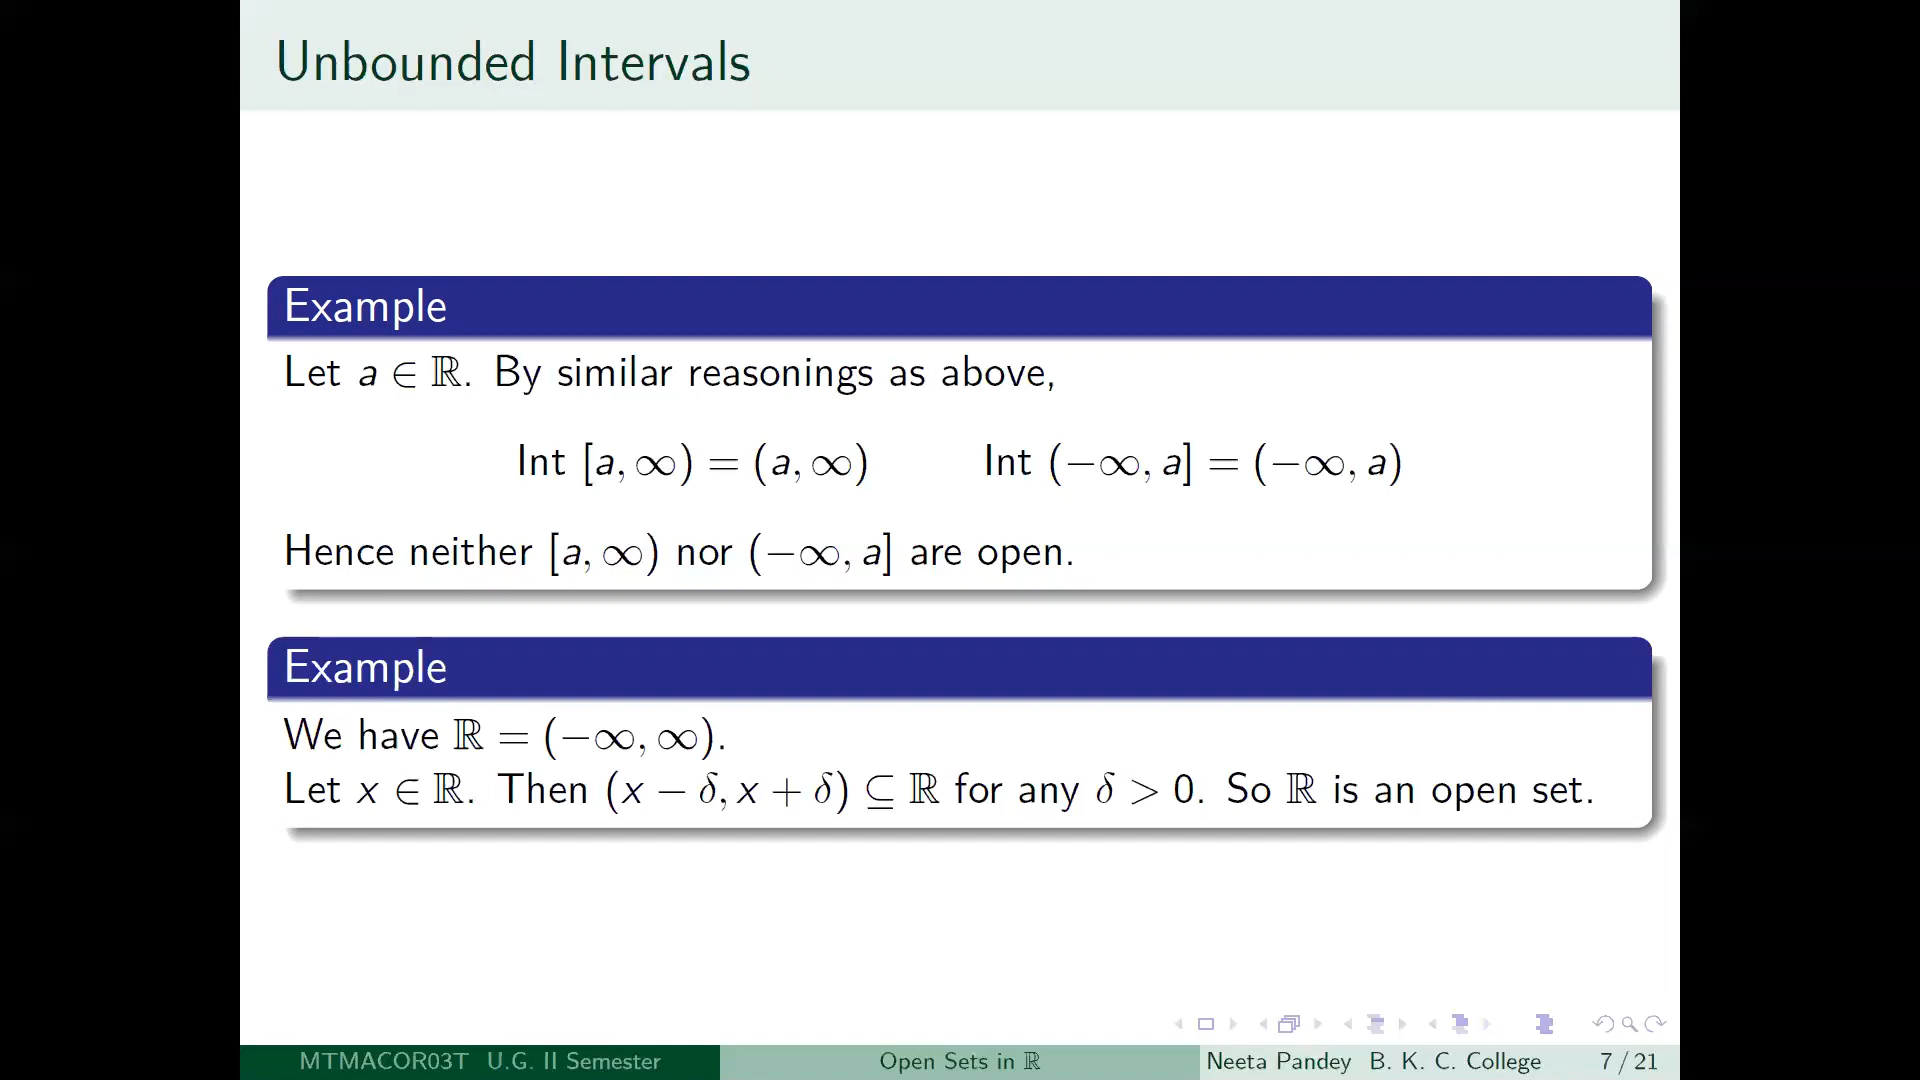 Unbounded Intervals
Example
Let a ∈ ℝ. By similar reasonings as above,
Int [a, ∞) = (a, ∞) Int (−∞, a] = (−∞, a)
Hence neither [a, ∞) nor (−∞, a] are open.
Example
We have ℝ = (−∞, ∞).
Let x ∈ ℝ. Then (x − δ, x + δ) ⊆ ℝ for any δ > 0. So ℝ is an open set.
MTMACOR03T U.G. II Semester Open Sets in ℝ Neeta Pandey B. K. C. College 7 / 21